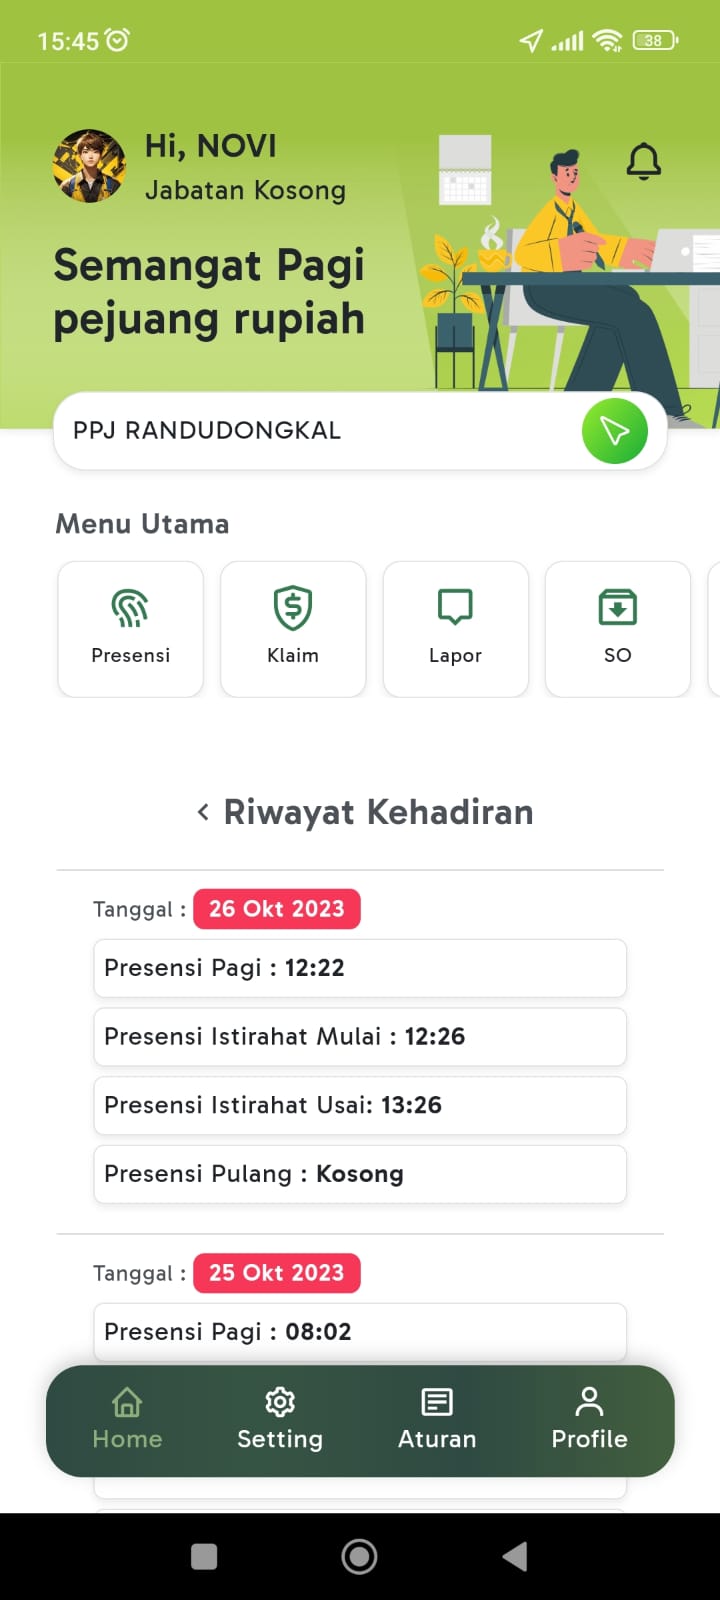 15:45
38
Hi, NOVI
Jabatan Kosong
Semangat Pagi
pejuang rupiah
PPJ RANDUDONGKAL
Menu Utama
Presensi
Klaim
Lapor
SO
Riwayat Kehadiran
Tanggal : 26 Okt 2023
Presensi Pagi : 12:22
Presensi Istirahat Mulai : 12:26
Presensi Istirahat Usai: 13:26
Presensi Pulang : Kosong
Tanggal : 25 Okt 2023
Presensi Pagi : 08:02
Home
Setting
Aturan
Profile